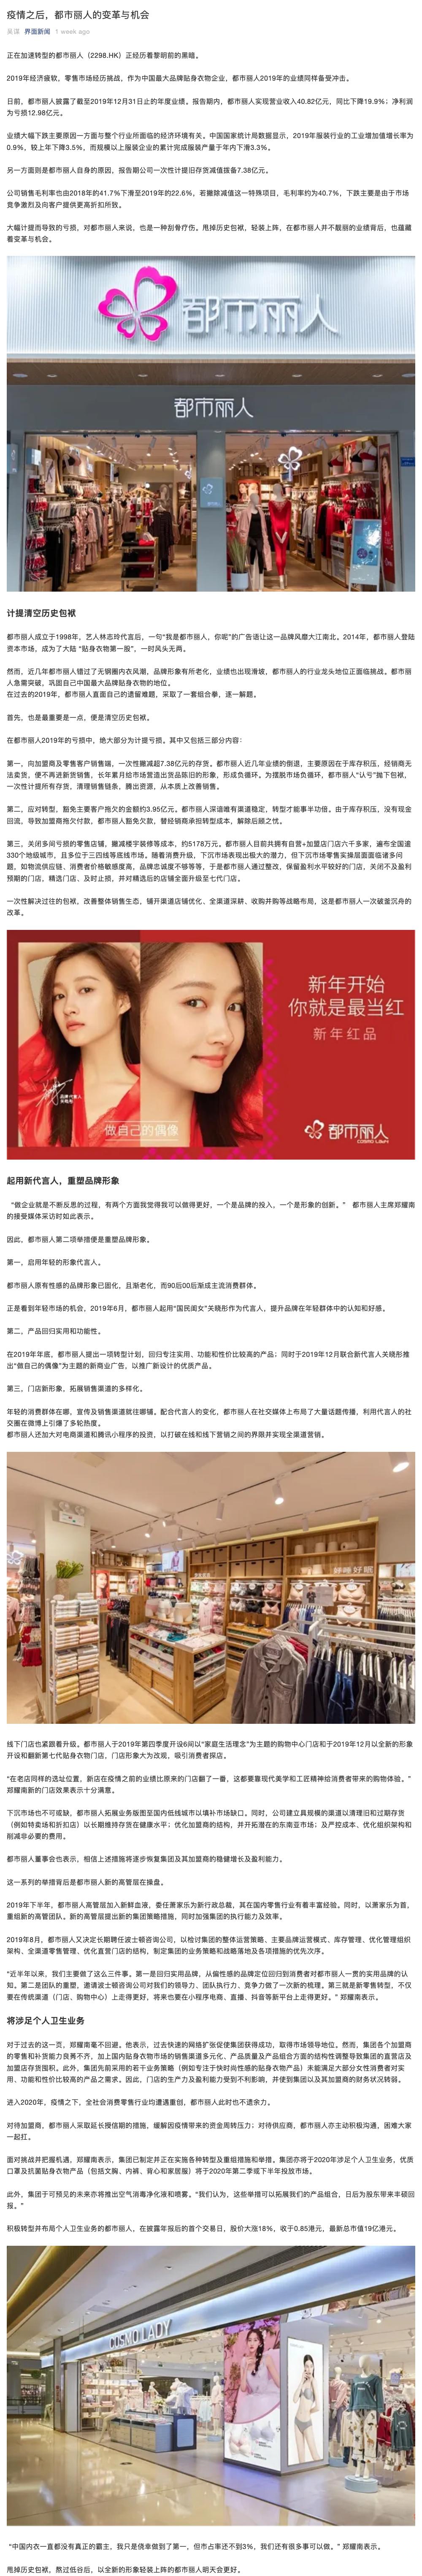 疫情之后，都市丽人的变革与机会
吴潇 界面新闻 1 week ago
正在加速转型的都市丽人（2298.HK）正经历着黎明前的黑暗。
2019年经济疲软，零售市场经历挑战，作为中国最大品牌贴身衣物企业，都市丽人2019年的业绩同样备受冲击。
日前，都市丽人披露了截至2019年12月31日止的年度业绩。报告期内，都市丽人实现营业收入40.82亿元，同比下降19.9%；净利润
为亏损12.98亿元。
业绩大幅下跌主要原因一方面与整个行业所面临的经济环境有关。中国国家统计局数据显示，2019年服装行业的工业增加值增长率为
0.9%，较上年下降3.5%，而规模以上服装企业的累计完成服装产量于年内下滑3.3%。
另一方面则是都市丽人自身的原因，报告期公司一次性计提旧存货减值拨备7.38亿元。
公司销售毛利率也由2018年的41.7%下滑至2019年的22.6%，若撇除减值这一特殊项目，毛利率约为40.7%，下跌主要是由于市场
竞争激烈及向客户提供更高折扣所致。
大幅计提而导致的亏损，对都市丽人来说，也是一种刮骨疗伤。甩掉历史包袱，轻装上阵，在都市丽人并不靓丽的业绩背后，也蕴藏
着变革与机会。
都市丽人
都市丽人
计提清空历史包袱
都市丽人成立于1998年，艺人林志玲代言后，一句“我是都市丽人，你呢”的广告语让这一品牌风靡大江南北。2014年，都市丽人登陆
资本市场，成为了大陆 “贴身衣物第一股”，一时风头无两。
然而，近几年都市丽人错过了无钢圈内衣风潮，品牌形象有所老化，业绩也出现滑坡，都市丽人的行业龙头地位正面临挑战。都市丽
人急需突破，巩固自己中国最大品牌贴身衣物的地位。
在过去的2019年，都市丽人直面自己的遗留难题，采取了一套组合拳，逐一解题。
首先，也是最重要是一点，便是清空历史包袱。
在都市丽人2019年的亏损中，绝大部分为计提亏损。其中又包括三部分内容：
第一，向加盟商及零售客户销售端，一次性撇减超7.38亿元的存货。都市丽人近几年业绩的倒退，主要原因在于库存积压，经销商无
法卖货，便不再进新货销售，长年累月给市场营造出货品陈旧的形象，形成负循环。为摆脱市场负循环，都市丽人“认亏”抛下包袱，
一次性计提所有存货，清理销售链条，腾出资源，从本质上改善销售。
第二，应对转型，豁免主要客户拖欠的金额约3.95亿元。都市丽人深谙唯有渠道稳定，转型才能事半功倍。由于库存积压，没有现金
回流，导致加盟商拖欠付款，都市丽人豁免欠款，替经销商承担转型成本，解除后顾之忧。
第三，关闭多间亏损的零售店铺，撇减楼宇装修等成本，约5178万元。都市丽人目前共拥有自营+加盟店门店六千多家，遍布全国逾
330个地级城市，且多位于三四线等底线市场。随着消费升级，下沉市场表现出极大的潜力，但下沉市场零售实操层面面临诸多问
题，如物流供应链、消费者价格敏感度高，品牌忠诚度不够等等，于是都市丽人通过整改，保留盈利水平较好的门店，关闭不及盈利
预期的门店，精选门店、及时止损，并对精选后的店铺全面升级至七代门店。
一次性解决过往的包袱，改善整体销售生态，铺开渠道店铺优化、全渠道深耕、收购并购等战略布局，这是都市丽人一次破釜沉舟的
改革。
新年开始
你就是最当红
新年红品
品牌代言人
关晓彤
做自己的偶像
都市丽人
COSMO LADY
起用新代言人，重塑品牌形象
“做企业就是不断反思的过程，有两个方面我觉得我可以做得更好，一个是品牌的投入，一个是形象的创新。” 都市丽人主席郑耀南
的接受媒体采访时如此表示。
因此，都市丽人第二项举措便是重塑品牌形象。
第一，启用年轻的形象代言人。
都市丽人原有性感的品牌形象已固化，且渐老化，而90后00后渐成主流消费群体。
正是看到年轻市场的机会，2019年6月，都市丽人起用“国民闺女”关晓彤作为代言人，提升品牌在年轻群体中的认知和好感。
第二，产品回归实用和功能性。
在2019年年底，都市丽人提出一项转型计划，回归专注实用、功能和性价比较高的产品；同时于2019年12月联合新代言人关晓彤推
出“做自己的偶像”为主题的新商业广告，以推广新设计的优质产品。
第三，门店新形象，拓展销售渠道的多样化。
年轻的消费群体在哪，宣传及销售渠道就往哪铺。配合代言人的变化，都市丽人在社交媒体上布局了大量话题传播，利用代言人的社
交圈在微博上引爆了多轮热度。
都市丽人还加大对电商渠道和腾讯小程序的投资，以打破在线和线下营销之间的界限并实现全渠道营销。
线下门店也紧跟着升级。都市丽人于2019年第四季度开设6间以“家庭生活理念”为主题的购物中心门店和于2019年12月以全新的形象
开设和翻新第七代贴身衣物门店，门店形象大为改观，吸引消费者探店。
“在老店同样的选址位置，新店在疫情之前的业绩比原来的门店翻了一番，这都要靠现代美学和工匠精神给消费者带来的购物体验。”
郑耀南新的门店效果表示十分满意。
下沉市场也不可或缺，都市丽人拓展业务版图至国内低线城市以填补市场缺口。同时，公司建立具规模的渠道以清理旧和过期存货
（例如特卖场和折扣店）以长期维持存货在健康水平；优化加盟商的结构，并开拓潜在的东南亚市场；及严控成本、优化组织架构和
削减非必要的费用。
都市丽人董事会也表示，相信上述措施将逐步恢复集团及其加盟商的稳健增长及盈利能力。
这一系列的举措背后是都市丽人新的高管层在操盘。
2019年下半年，都市丽人高管层加入新鲜血液，委任萧家乐为新行政总裁，其在国内零售行业有着丰富经验。同时，以萧家乐为首，
重组新的高管团队。新的高管层提出新的集团策略措施，同时加强集团的执行能力及效率。
2019年8月，都市丽人又决定长期聘任波士顿咨询公司，以检讨集团的整体运营策略、主要品牌运营模式、库存管理、优化管理组织
架构、全渠道零售管理、优化直营门店的结构，制定集团的业务策略和战略落地及各项措施的优先次序。
“近半年以来，我们主要做了这么三件事。第一是回归实用品牌，从偏性感的品牌定位回归到消费者对都市丽人一贯的实用品牌的认
知。第二是团队的重塑，邀请波士顿咨询公司对我们的领导力、团队执行力、竞争力做了一次新的梳理。第三就是新零售转型，不仅
要在传统渠道（门店、购物中心）上走得更好，将来也要在小程序电商、直播、抖音等新平台上走得更好。” 郑耀南表示。
将涉足个人卫生业务
对于过去的这一页，郑耀南毫不回避。他表示，过去快速的网络扩张促使集团获得成功，取得市场领导地位。然而，集团各个加盟商
的零售和补货能力良莠不齐，加上国内贴身衣物市场的销售渠道多元化、产品质量及产品组合方面的结构性调整导致集团的直营店及
加盟店存货囤积。此外，集团先前采用的若干业务策略（例如专注于快时尚性感的贴身衣物产品）未能满足大部分女性消费者对实
用、功能和性价比较高的产品之需求。因此，门店的生产力及盈利能力受到不利影响，并使到集团以及其加盟商的财务状况转弱。
进入2020年，疫情之下，全社会消费零售行业均遭遇重创，都市丽人此时也不遗余力。
对待加盟商，都市丽人采取延长授信期的措施，缓解因疫情带来的资金周转压力；对待供应商，都市丽人亦主动积极沟通，困难大家
一起扛。
面对挑战并把握机遇，郑耀南表示，集团已制定并正在实施各种转型及重组措施和举措。集团亦将于2020年涉足个人卫生业务，优质
口罩及抗菌贴身衣物产品（包括文胸、内裤、背心和家居服）将于2020年第二季或下半年投放市场。
此外，集团于可预见的未来亦将推出空气消毒净化液和喷雾。“我们认为，这些举措可以拓展我们的产品组合，日后为股东带来丰硕回
报。”
积极转型并布局个人卫生业务的都市丽人，在披露年报后的首个交易日，股价大涨18%，收于0.85港元，最新总市值19亿港元。
COSMO LADY
“中国内衣一直都没有真正的霸主，我只是侥幸做到了第一，但市占率还不到3%，我们还有很多事可以做。” 郑耀南表示。
甩掉历史包袱，熬过低谷后，以全新的形象轻装上阵的都市丽人明天会更好。